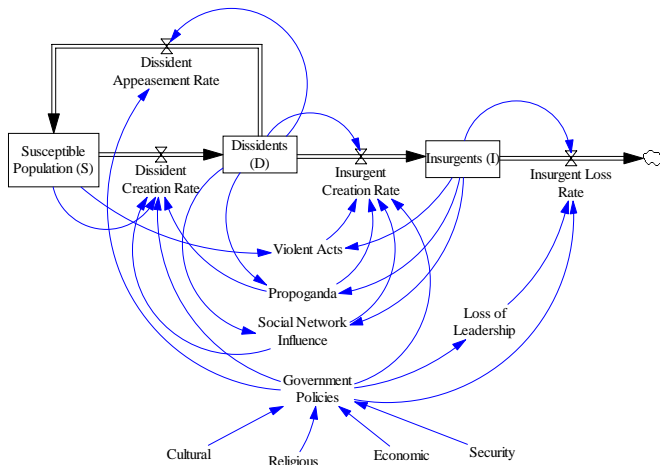 Dissident
Appeasement Rate
Susceptible
Population (S)
Dissident
Creation Rate
Dissidents
(D)
Insurgent
Creation Rate
Insurgents (I)
Insurgent Loss
Rate
Violent Acts
Propoganda
Social Network
Influence
Loss of
Leadership
Government
Policies
Cultural
Religious
Economic
Security